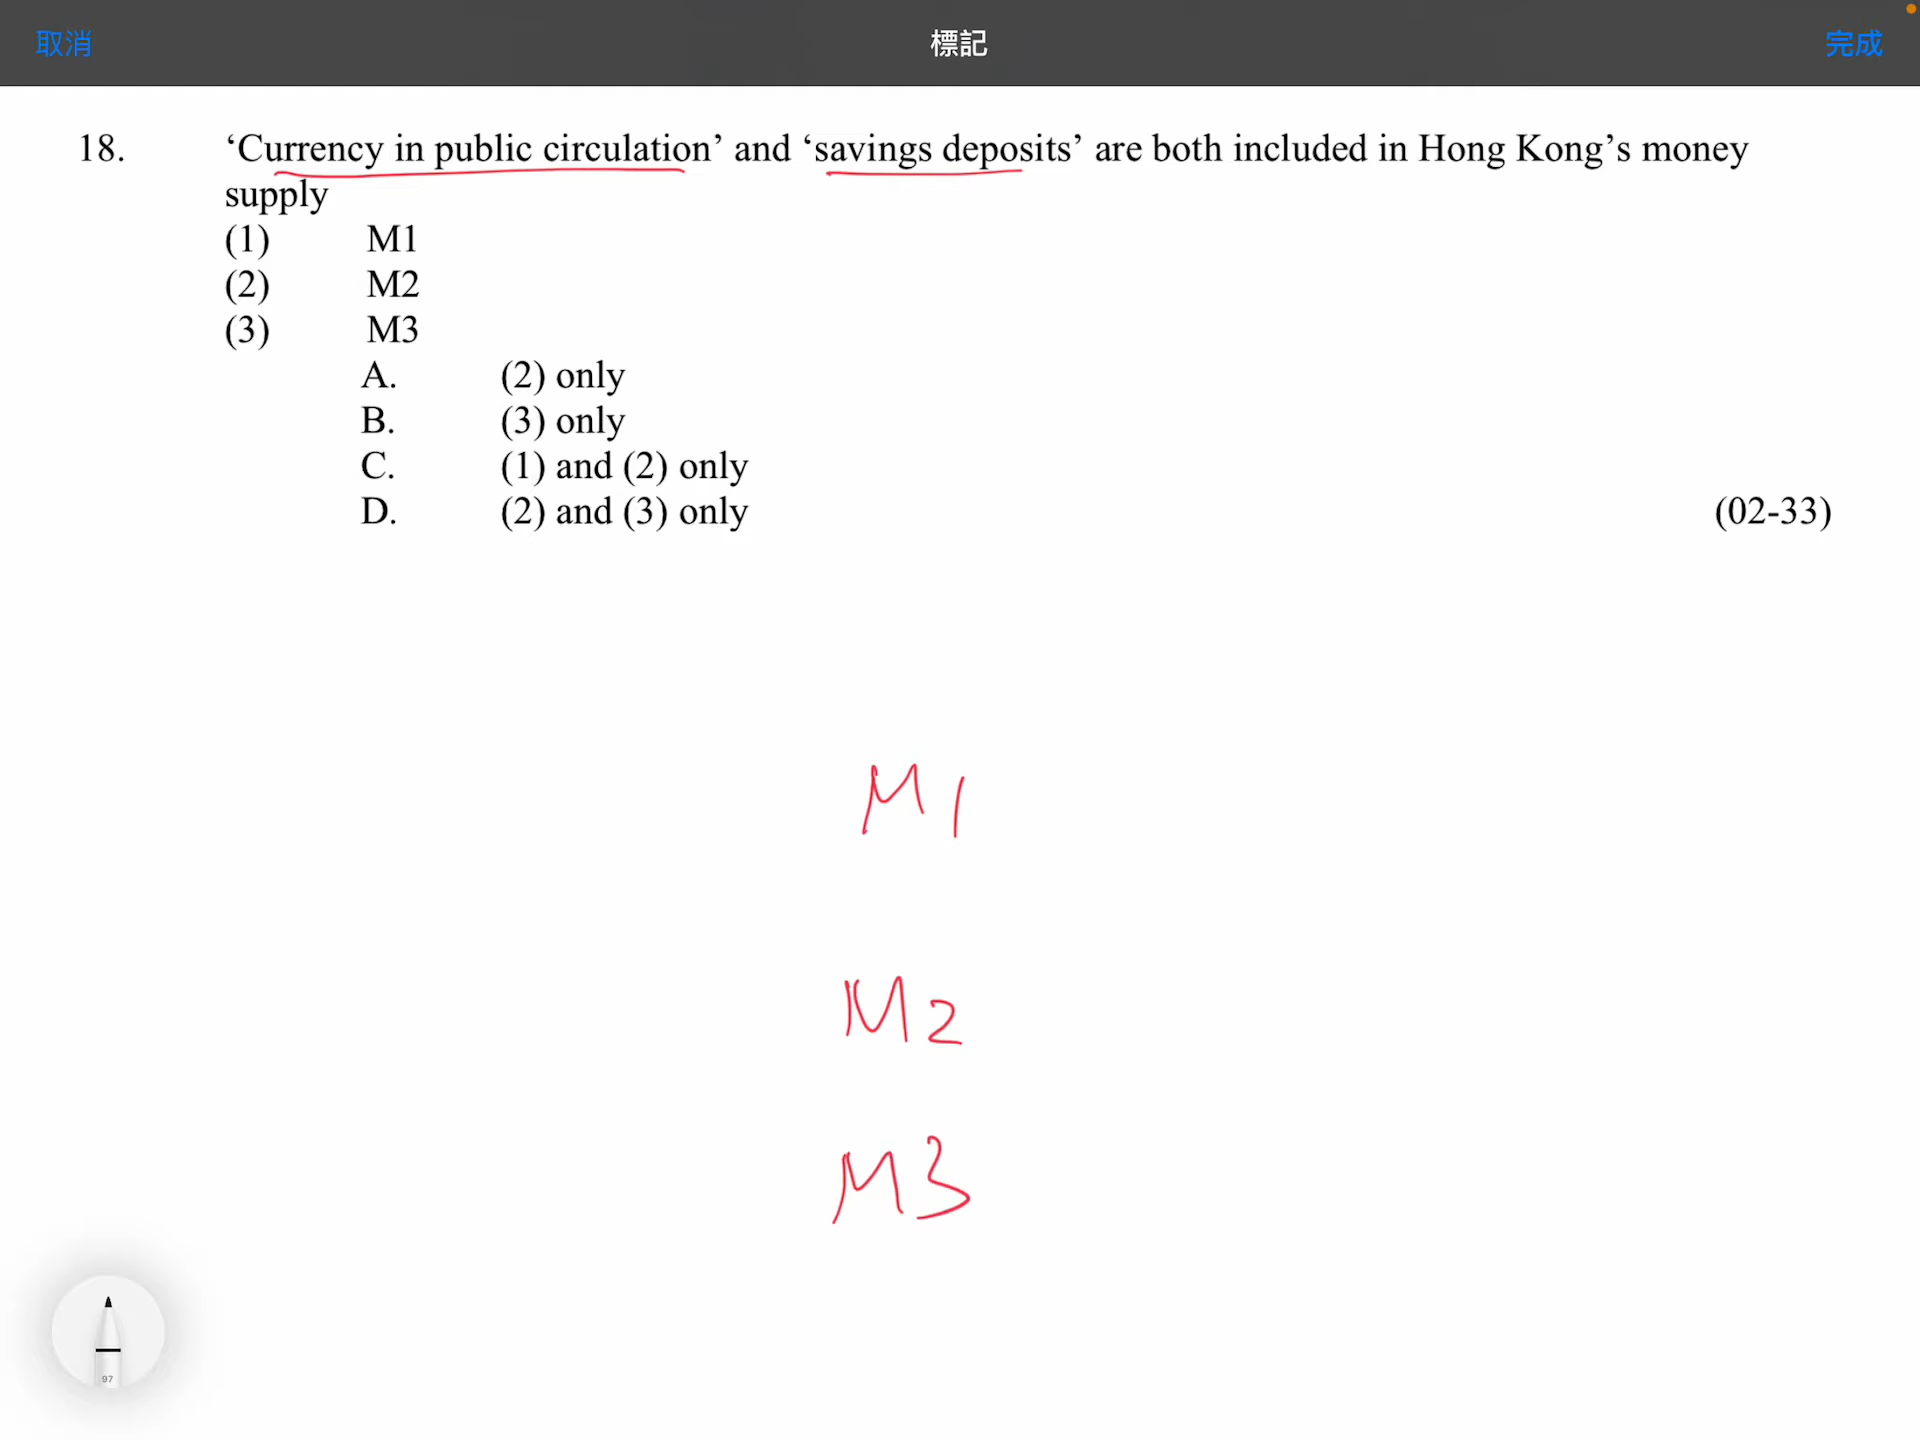 取消 標記 完成
18. ‘Currency in public circulation’ and ‘savings deposits’ are both included in Hong Kong’s money
supply
(1) M1
(2) M2
(3) M3
A. (2) only
B. (3) only
C. (1) and (2) only
D. (2) and (3) only (02-33)
M1
M2
M3
97